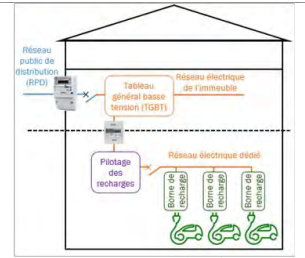 Réseau
public de
distribution
(RPD)
Tableau
général basse
tension (TGBT)
Réseau électrique
de l'immeuble
Pilotage
des
recharges
Réseau électrique dédié
Borne de
recharge
Borne de
recharge
Borne de
recharge